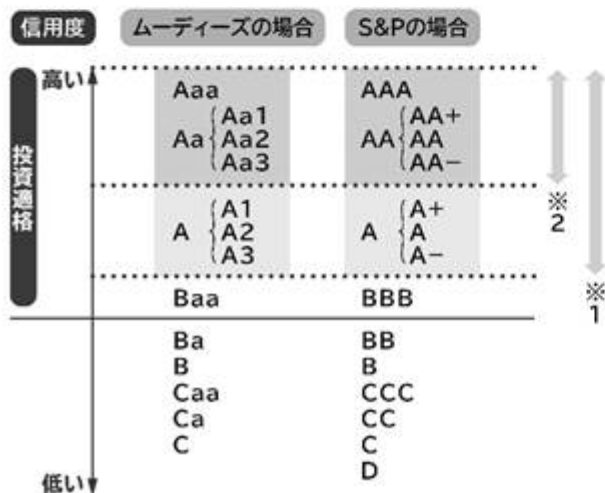 信用度 ムーディーズの場合 S&Pの場合
高い
投資適格
Aaa AAA
Aa { Aa1 AA { AA+
Aa2 AA
Aa3 AA−
※2
A { A1 A { A+
A2 A
A3 A−
※1
Baa BBB
Ba BB
B B
Caa CCC
Ca CC
C C
D
低い